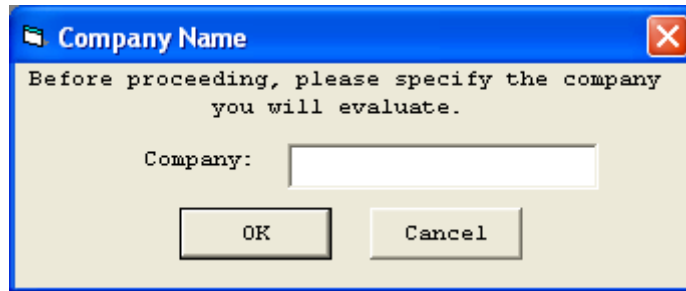 Company Name
Before proceeding, please specify the company
you will evaluate.
Company:
OK
Cancel